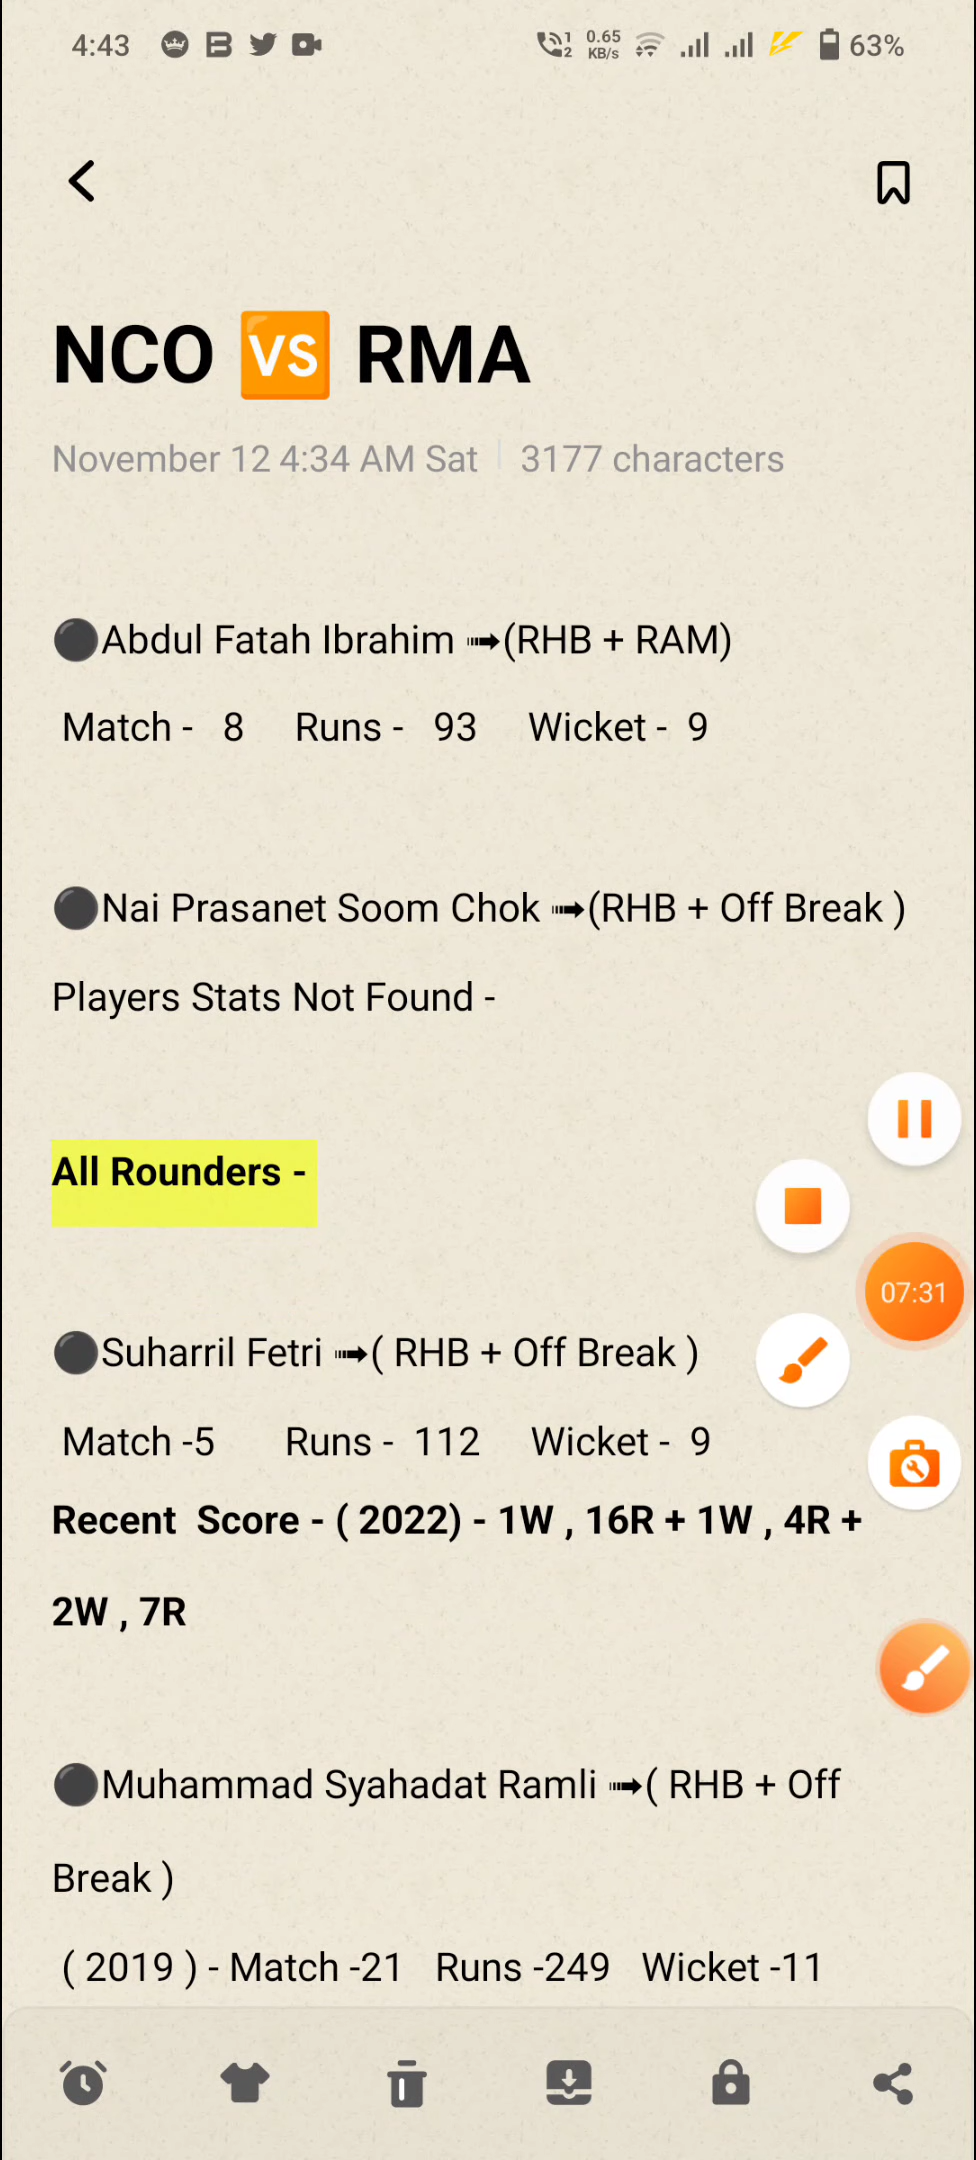 4:43 0.65 KB/s 63%
NCO VS RMA
November 12 4:34 AM Sat 3177 characters
⚫Abdul Fatah Ibrahim ➟(RHB + RAM)
Match - 8 Runs - 93 Wicket - 9
⚫Nai Prasanet Soom Chok ➟(RHB + Off Break )
Players Stats Not Found -
All Rounders -
07:31
⚫Suharril Fetri ➟( RHB + Off Break )
Match -5 Runs - 112 Wicket - 9
Recent Score - ( 2022) - 1W , 16R + 1W , 4R +
2W , 7R
⚫Muhammad Syahadat Ramli ➟( RHB + Off
Break )
( 2019 ) - Match -21 Runs -249 Wicket -11